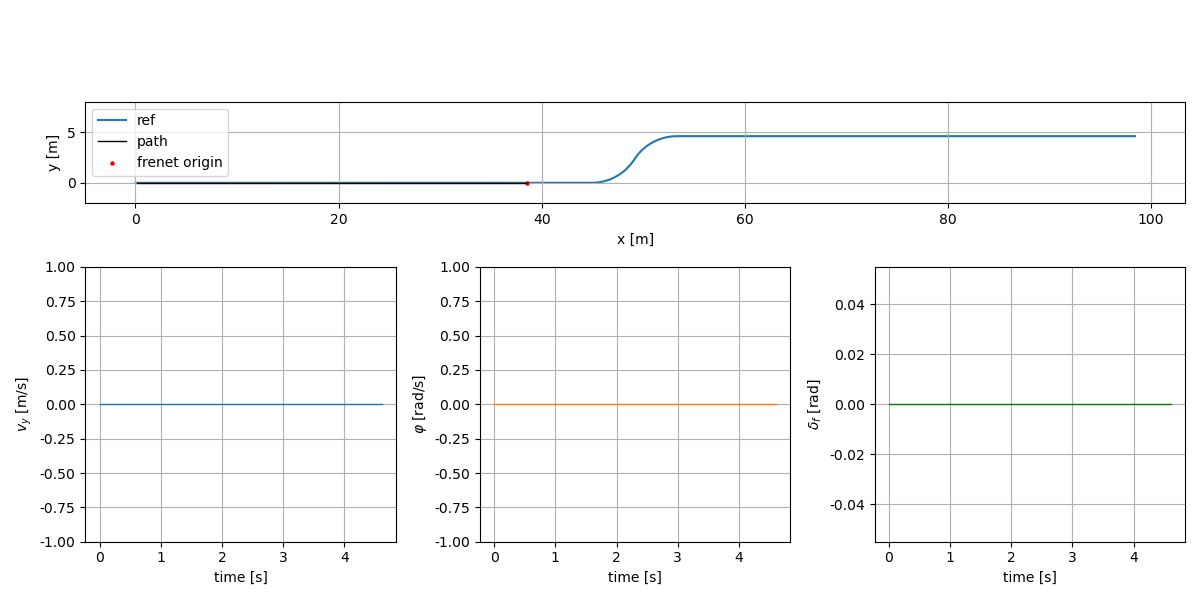 ref
path
frenet origin
y [m]
5
0
0 20 40 60 80 100
x [m]
1.00
0.75
0.50
0.25
0.00
-0.25
-0.50
-0.75
-1.00
v_y [m/s]
0 1 2 3 4
time [s]
1.00
0.75
0.50
0.25
0.00
-0.25
-0.50
-0.75
-1.00
φ [rad/s]
0 1 2 3 4
time [s]
0.04
0.02
0.00
-0.02
-0.04
δ_f [rad]
0 1 2 3 4
time [s]